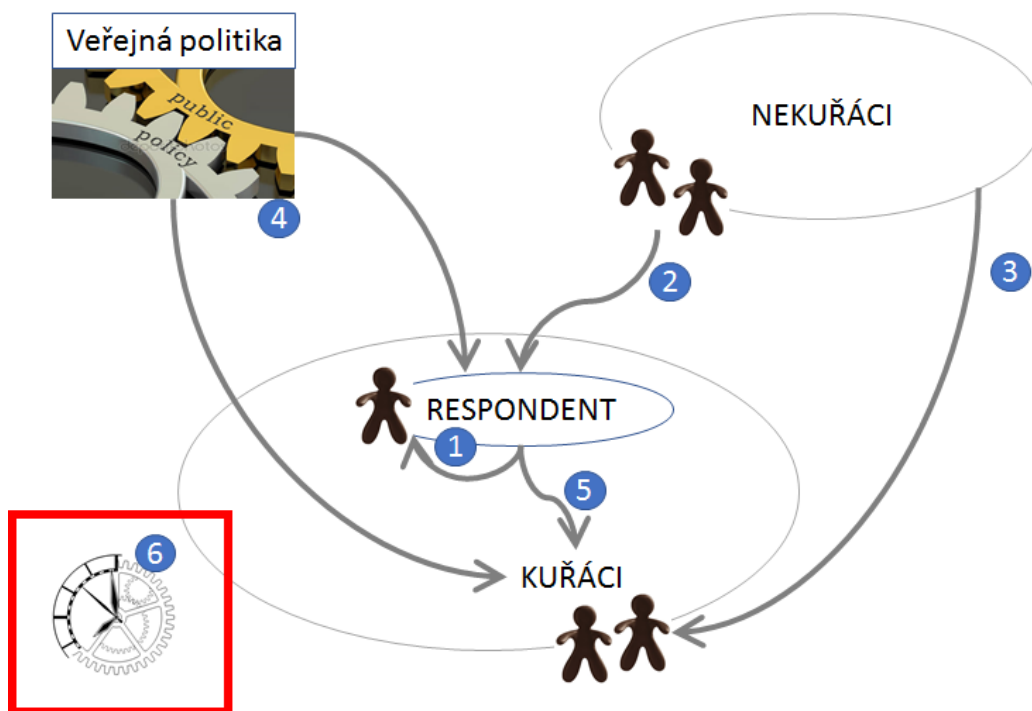 Veřejná politika
public
policy
4
NEKUŘÁCI
2
3
RESPONDENT
1
5
6
KUŘÁCI